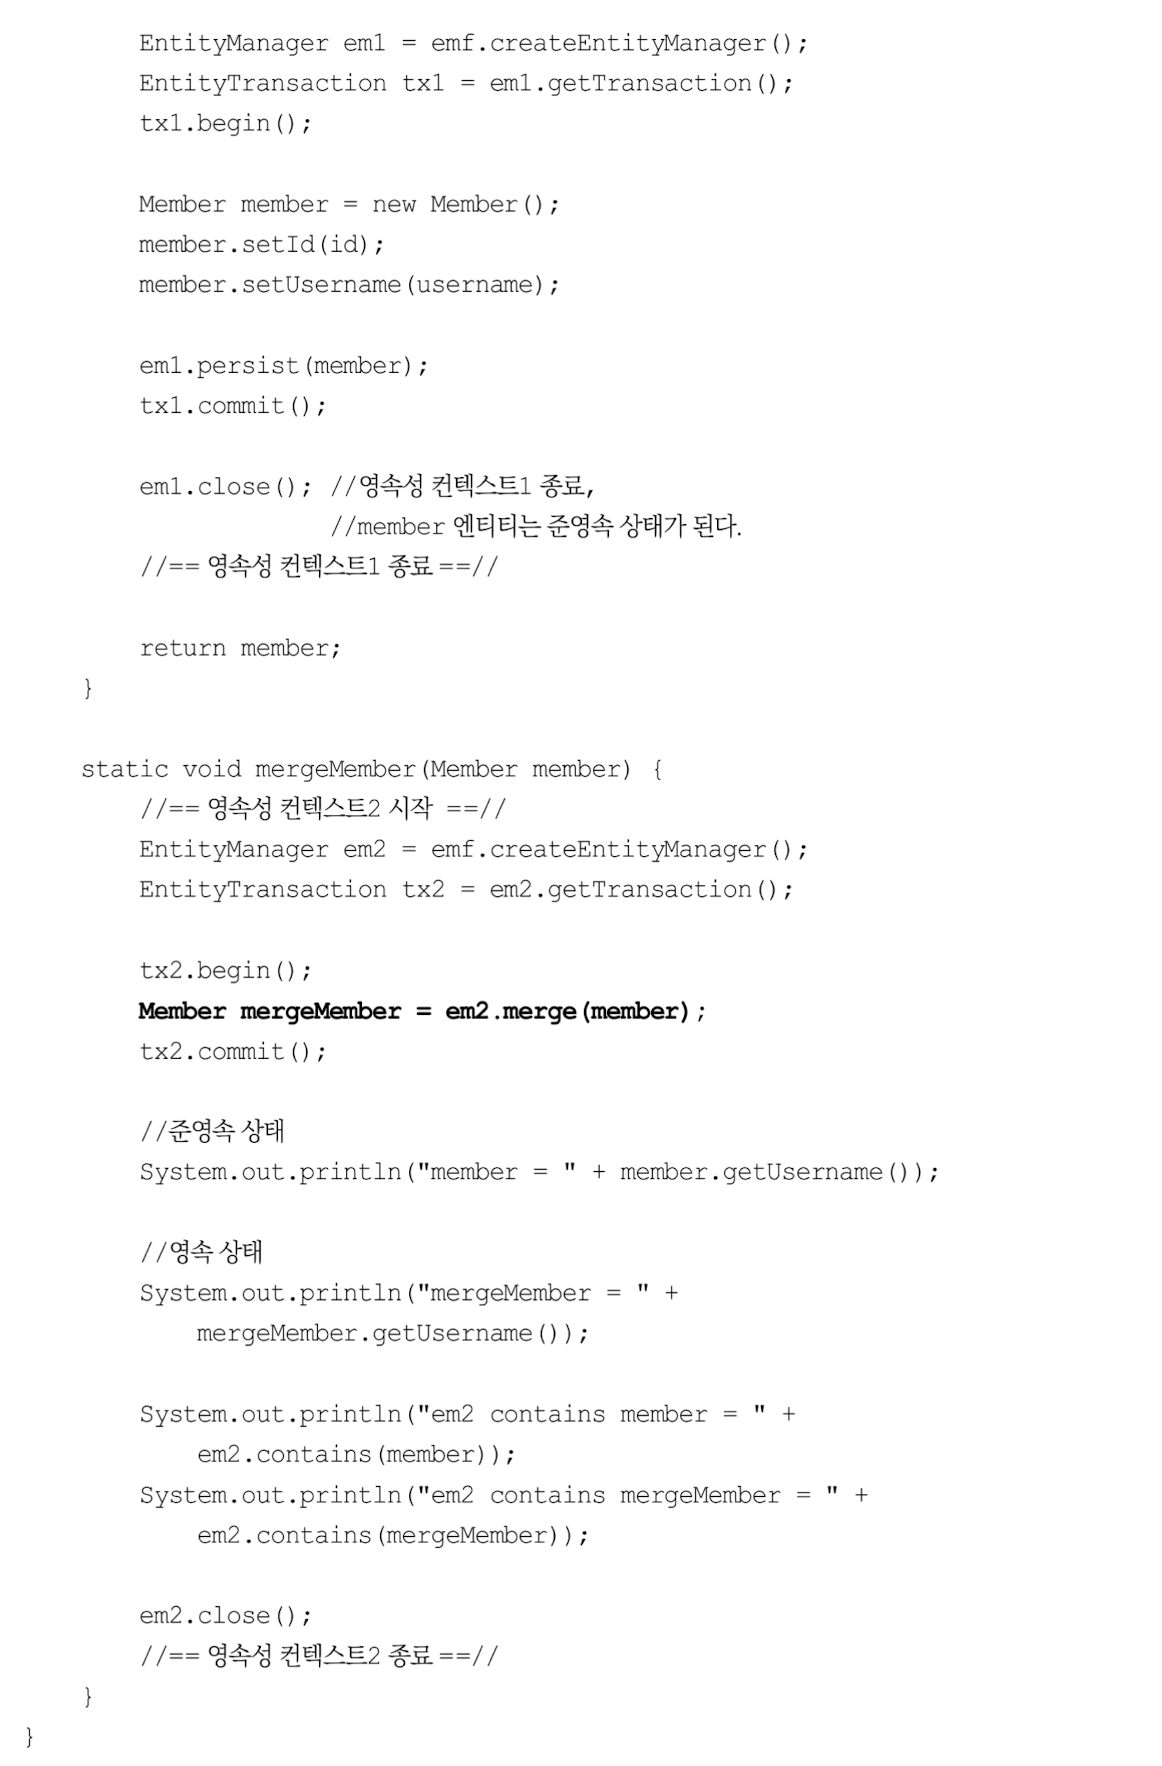 EntityManager em1 = emf.createEntityManager();
EntityTransaction tx1 = em1.getTransaction();
tx1.begin();
Member member = new Member();
member.setId(id);
member.setUsername(username);
em1.persist(member);
tx1.commit();
em1.close(); //영속성 컨텍스트1 종료,
//member 엔티티는 준영속 상태가 된다.
//== 영속성 컨텍스트1 종료 ==//
return member;
}
static void mergeMember(Member member) {
//== 영속성 컨텍스트2 시작 ==//
EntityManager em2 = emf.createEntityManager();
EntityTransaction tx2 = em2.getTransaction();
tx2.begin();
Member mergeMember = em2.merge(member);
tx2.commit();
//준영속 상태
System.out.println("member = " + member.getUsername());
//영속 상태
System.out.println("mergeMember = " +
mergeMember.getUsername());
System.out.println("em2 contains member = " +
em2.contains(member));
System.out.println("em2 contains mergeMember = " +
em2.contains(mergeMember));
em2.close();
//== 영속성 컨텍스트2 종료 ==//
}
}